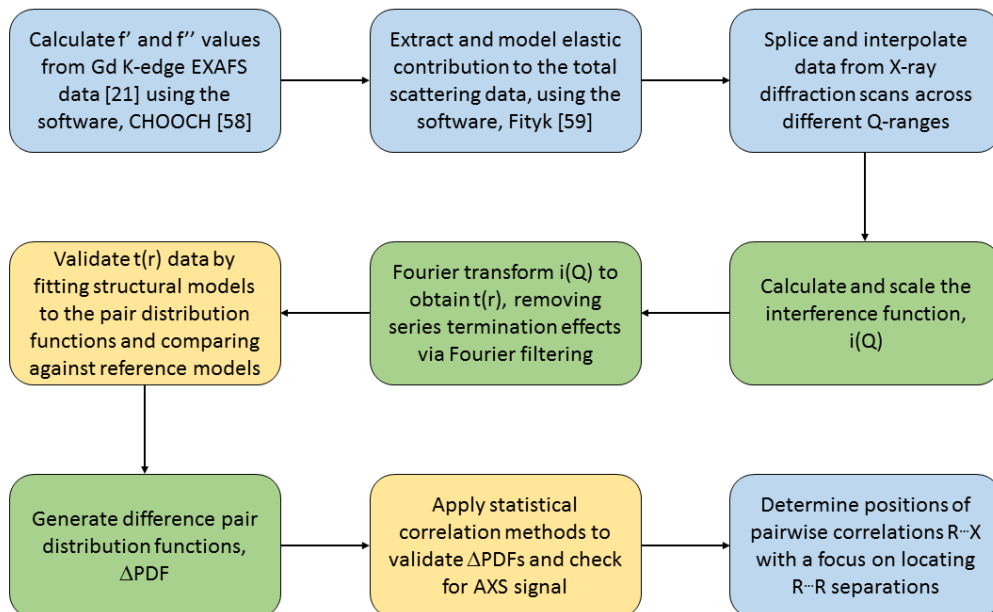 Calculate f' and f'' values
from Gd K-edge EXAFS
data [21] using the
software, CHOOCH [58]
Extract and model elastic
contribution to the total
scattering data, using the
software, Fityk [59]
Splice and interpolate
data from X-ray
diffraction scans across
different Q-ranges
Calculate and scale the
interference function,
i(Q)
Fourier transform i(Q) to
obtain t(r), removing
series termination effects
via Fourier filtering
Validate t(r) data by
fitting structural models
to the pair distribution
functions and comparing
against reference models
Generate difference pair
distribution functions,
ΔPDF
Apply statistical
correlation methods to
validate ΔPDFs and check
for AXS signal
Determine positions of
pairwise correlations R···X
with a focus on locating
R···R separations